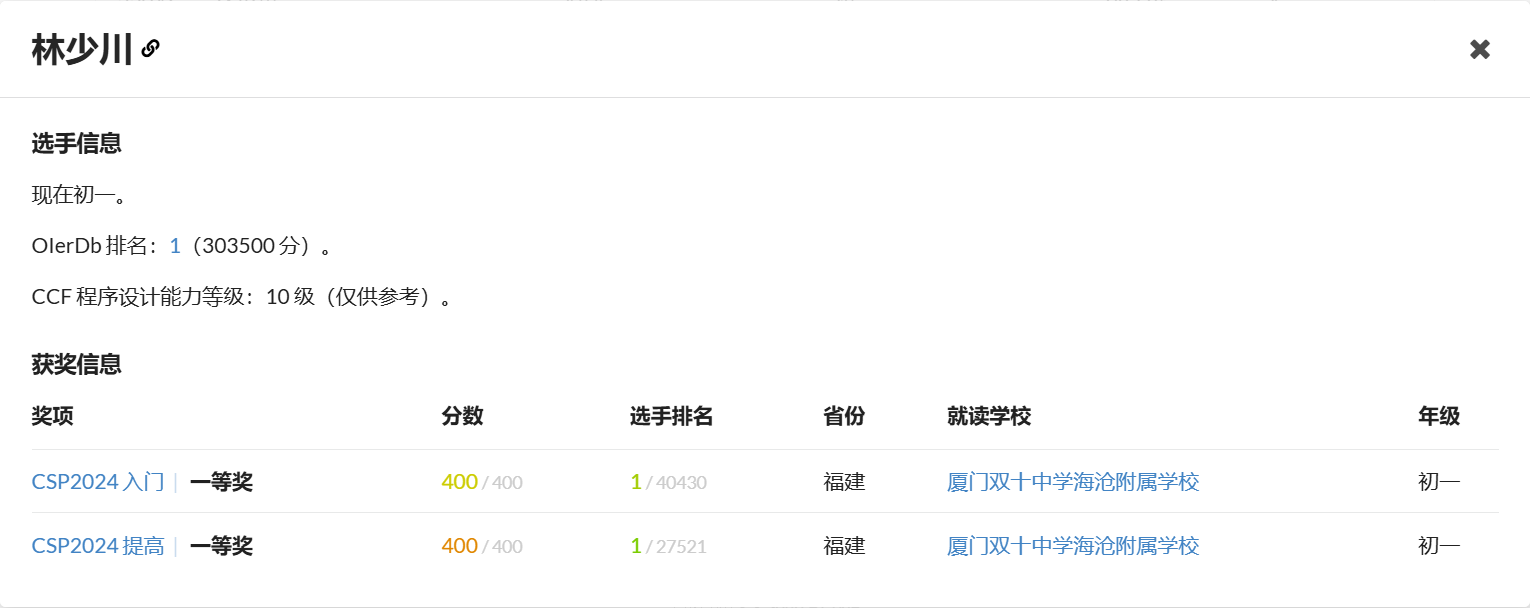 林少川
选手信息
现在初一。
OIerDb 排名：1（303500 分）。
CCF 程序设计能力等级：10 级（仅供参考）。
获奖信息
奖项 分数 选手排名 省份 就读学校 年级
CSP2024 入门 | 一等奖 400 / 400 1 / 40430 福建 厦门双十中学海沧附属学校 初一
CSP2024 提高 | 一等奖 400 / 400 1 / 27521 福建 厦门双十中学海沧附属学校 初一